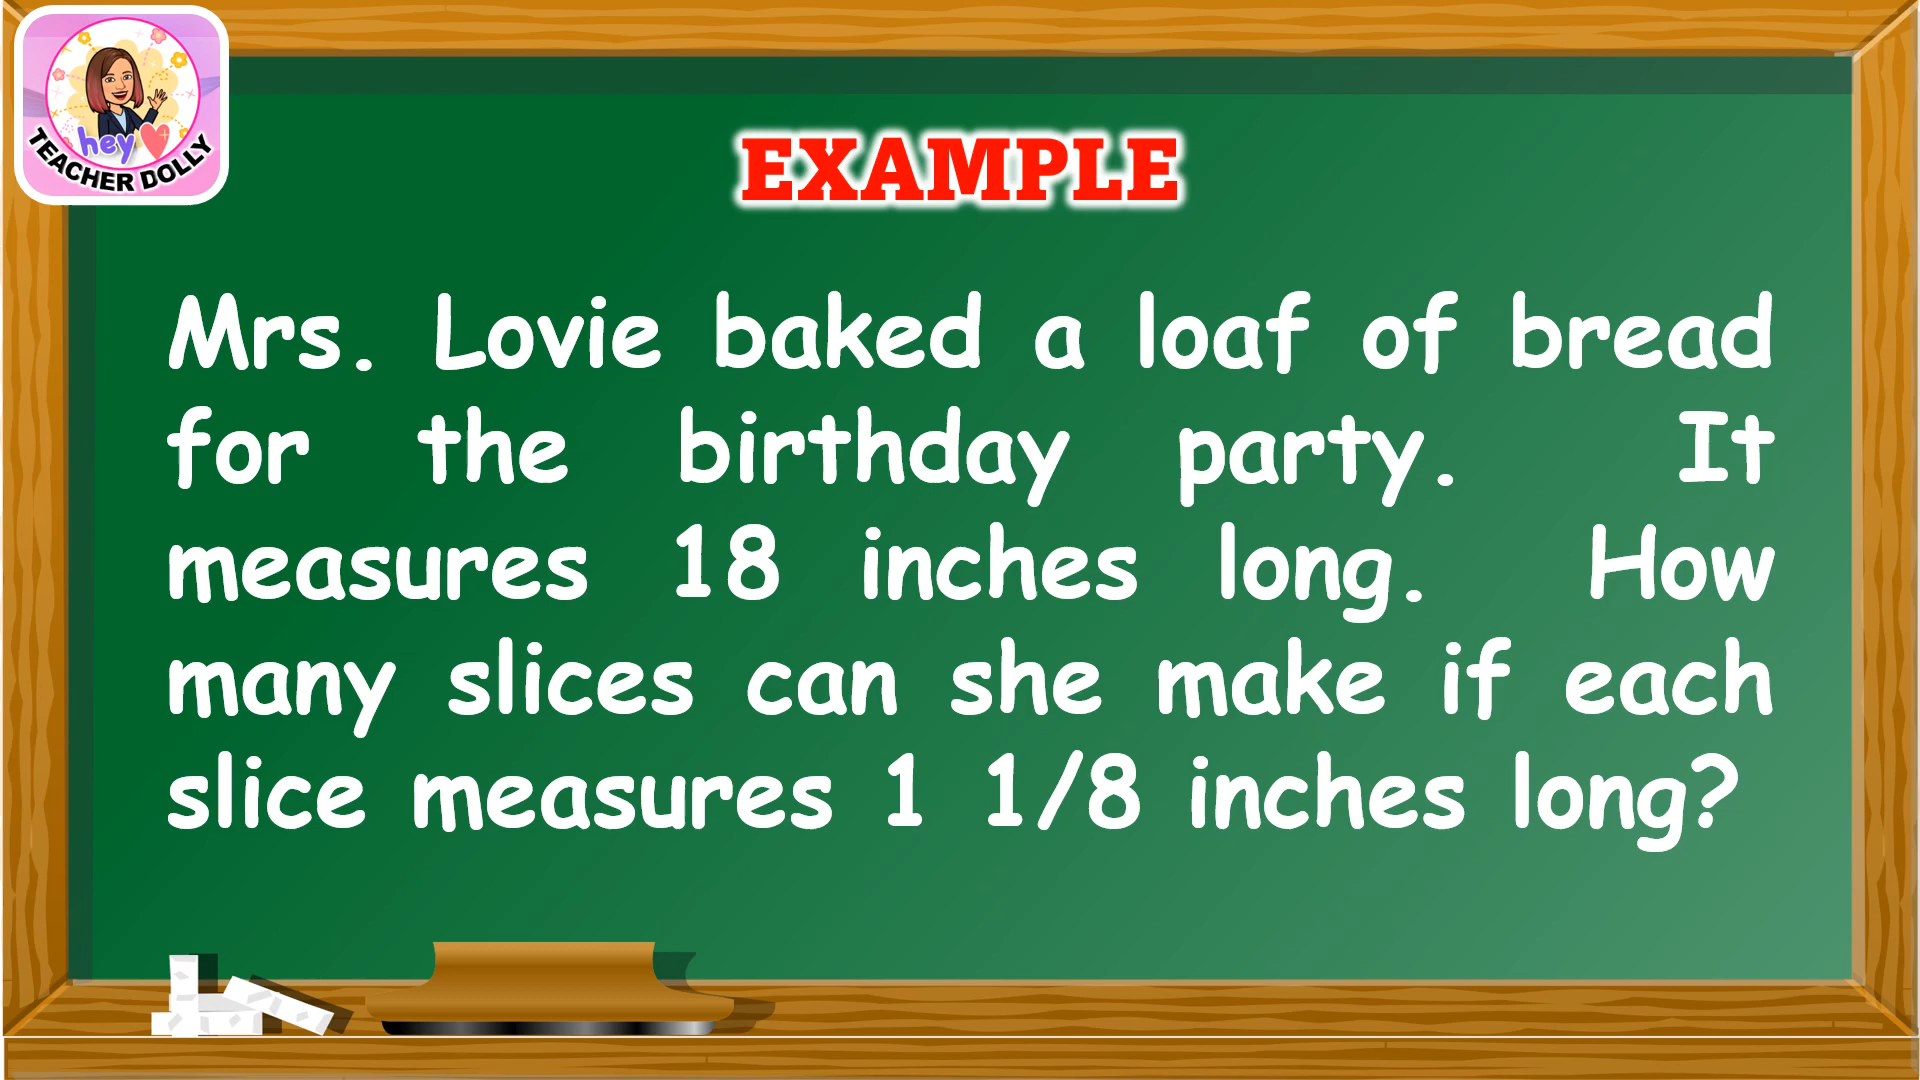 hey
TEACHER DOLLY
EXAMPLE
Mrs. Lovie baked a loaf of bread
for the birthday party. It
measures 18 inches long. How
many slices can she make if each
slice measures 1 1/8 inches long?